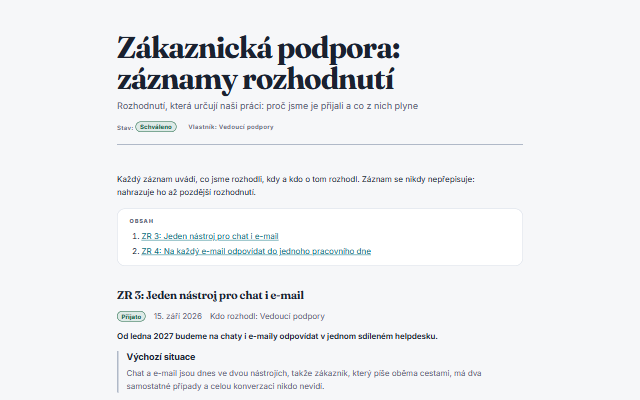 Zákaznická podpora:
záznamy rozhodnutí
Rozhodnutí, která určují naši práci: proč jsme je přijali a co z nich plyne
Stav: Schváleno Vlastník: Vedoucí podpory
Každý záznam uvádí, co jsme rozhodli, kdy a kdo o tom rozhodl. Záznam se nikdy nepřepisuje:
nahrazuje ho až pozdější rozhodnutí.
OBSAH
1. ZR 3: Jeden nástroj pro chat i e-mail
2. ZR 4: Na každý e-mail odpovídat do jednoho pracovního dne
ZR 3: Jeden nástroj pro chat i e-mail
Přijato 15. září 2026 Kdo rozhodl: Vedoucí podpory
Od ledna 2027 budeme na chaty i e-maily odpovídat v jednom sdíleném helpdesku.
Výchozí situace
Chat a e-mail jsou dnes ve dvou nástrojích, takže zákazník, který píše oběma cestami, má dva
samostatné případy a celou konverzaci nikdo nevidí.